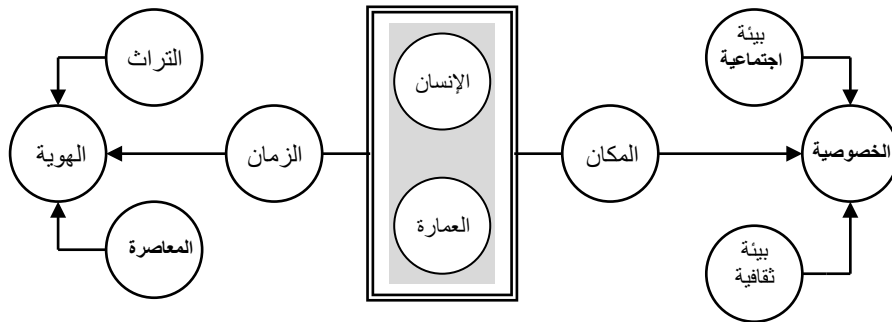 بيئة
اجتماعية
الإنسان
التراث
الخصوصية
المكان
الزمان
الهوية
العمارة
المعاصرة
بيئة
ثقافية